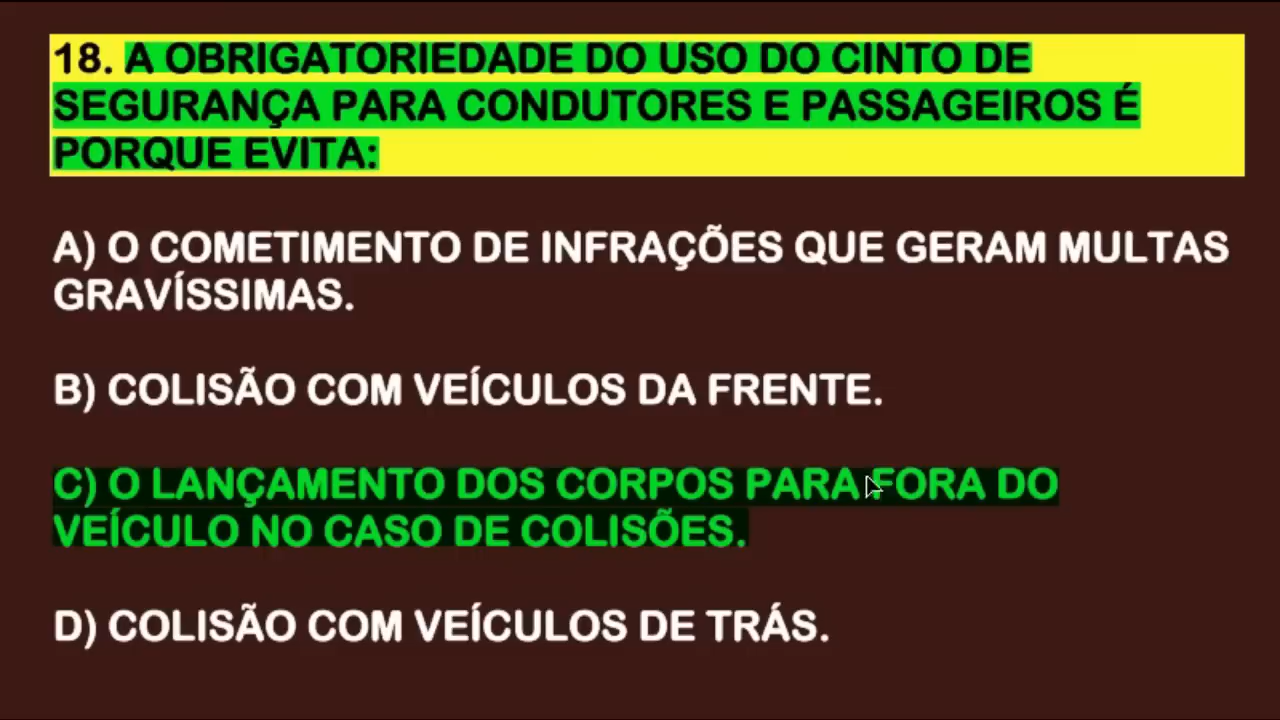 18. A OBRIGATORIEDADE DO USO DO CINTO DE
SEGURANÇA PARA CONDUTORES E PASSAGEIROS É
PORQUE EVITA:
A) O COMETIMENTO DE INFRAÇÕES QUE GERAM MULTAS
GRAVÍSSIMAS.
B) COLISÃO COM VEÍCULOS DA FRENTE.
C) O LANÇAMENTO DOS CORPOS PARA FORA DO
VEÍCULO NO CASO DE COLISÕES.
D) COLISÃO COM VEÍCULOS DE TRÁS.